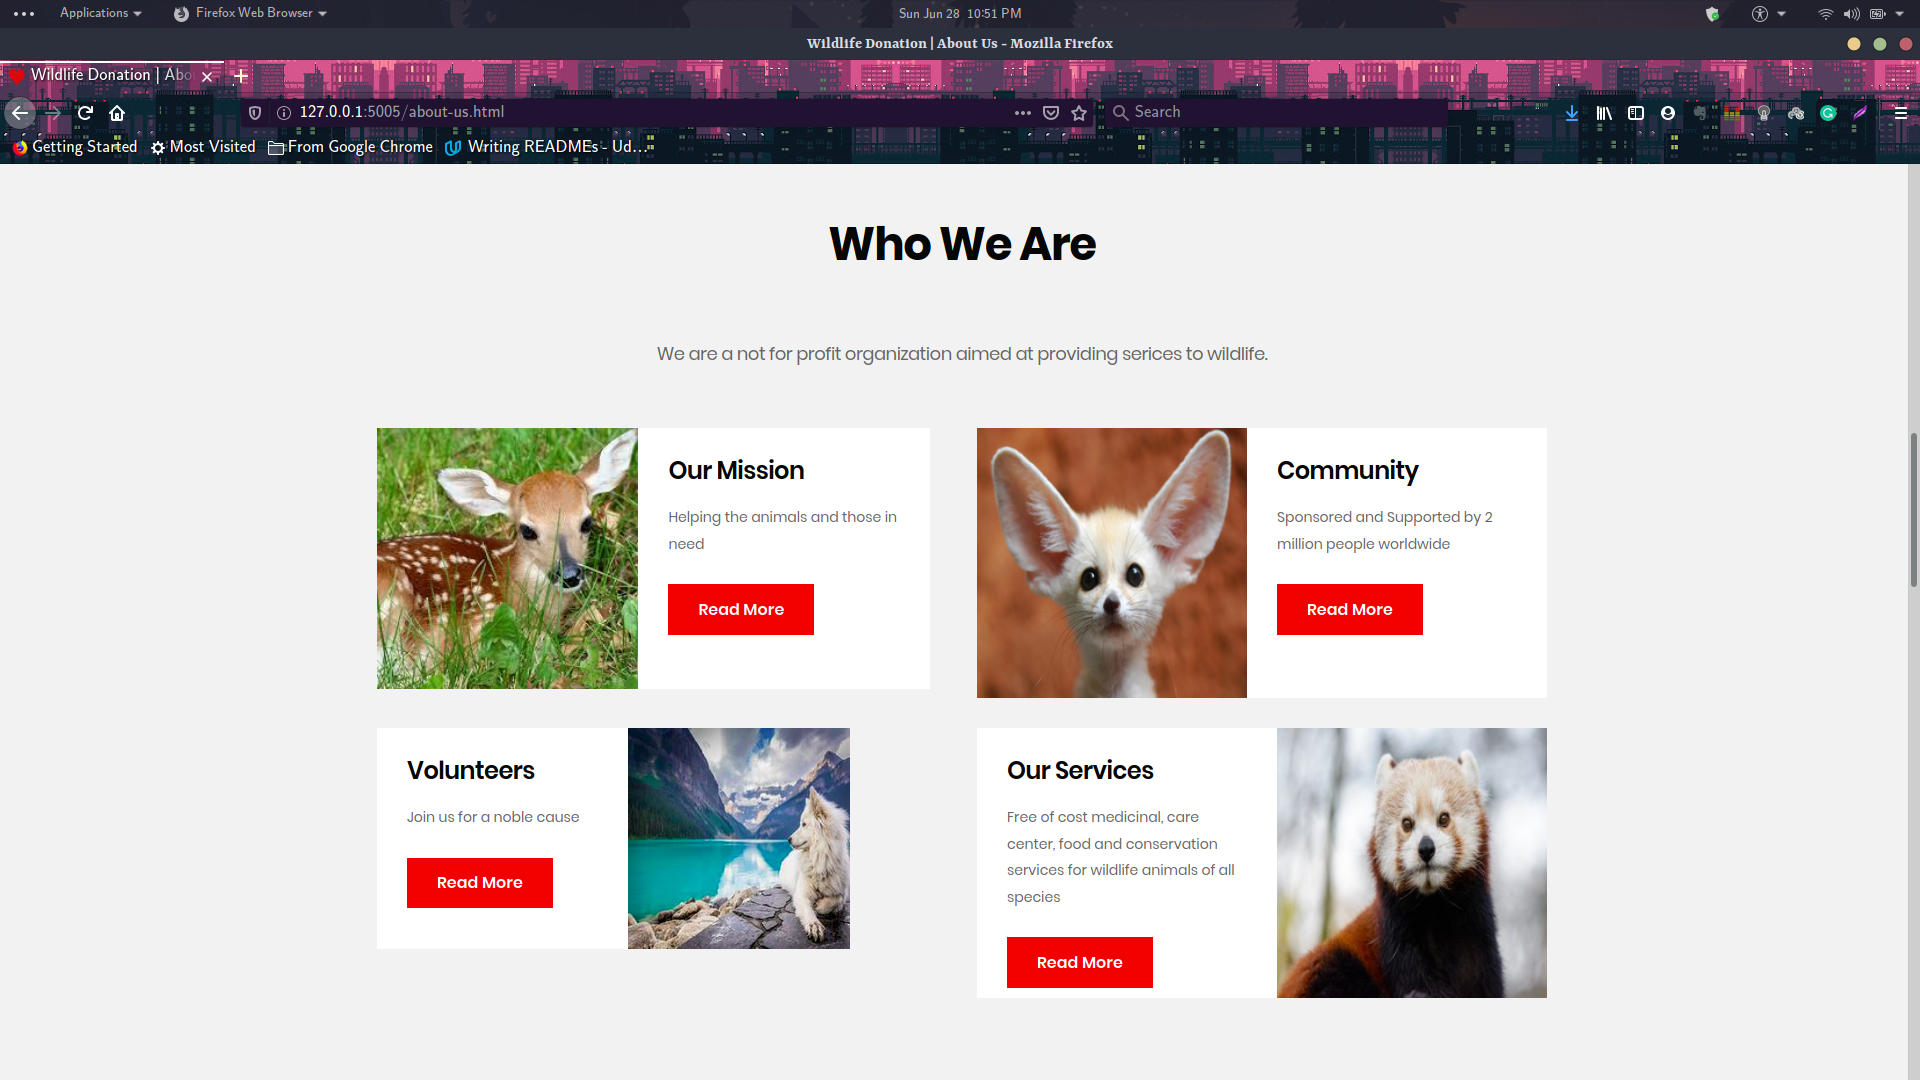 Applications
Firefox Web Browser
Sun Jun 28 10:51 PM
Wildlife Donation | About Us - Mozilla Firefox
Wildlife Donation | Abo
127.0.0.1:5005/about-us.html
Search
Getting Started
Most Visited
From Google Chrome
Writing READMEs - Ud...
Who We Are
We are a not for profit organization aimed at providing serices to wildlife.
Our Mission
Helping the animals and those in
need
Read More
Community
Sponsored and Supported by 2
million people worldwide
Read More
Volunteers
Join us for a noble cause
Read More
Our Services
Free of cost medicinal, care
center, food and conservation
services for wildlife animals of all
species
Read More